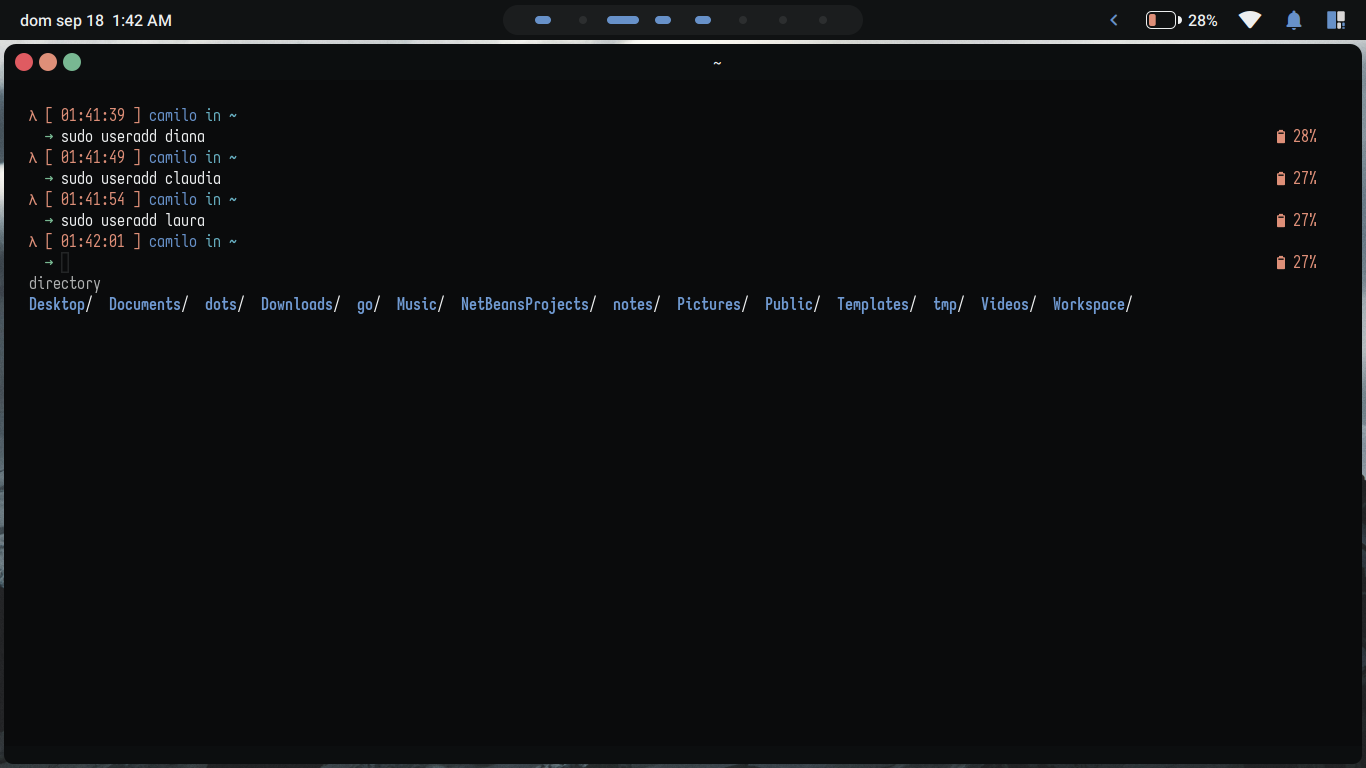 dom sep 18 1:42 AM 28%
~
λ [ 01:41:39 ] camilo in ~
→ sudo useradd diana 28%
λ [ 01:41:49 ] camilo in ~
→ sudo useradd claudia 27%
λ [ 01:41:54 ] camilo in ~
→ sudo useradd laura 27%
λ [ 01:42:01 ] camilo in ~
→ 27%
directory
Desktop/ Documents/ dots/ Downloads/ go/ Music/ NetBeansProjects/ notes/ Pictures/ Public/ Templates/ tmp/ Videos/ Workspace/